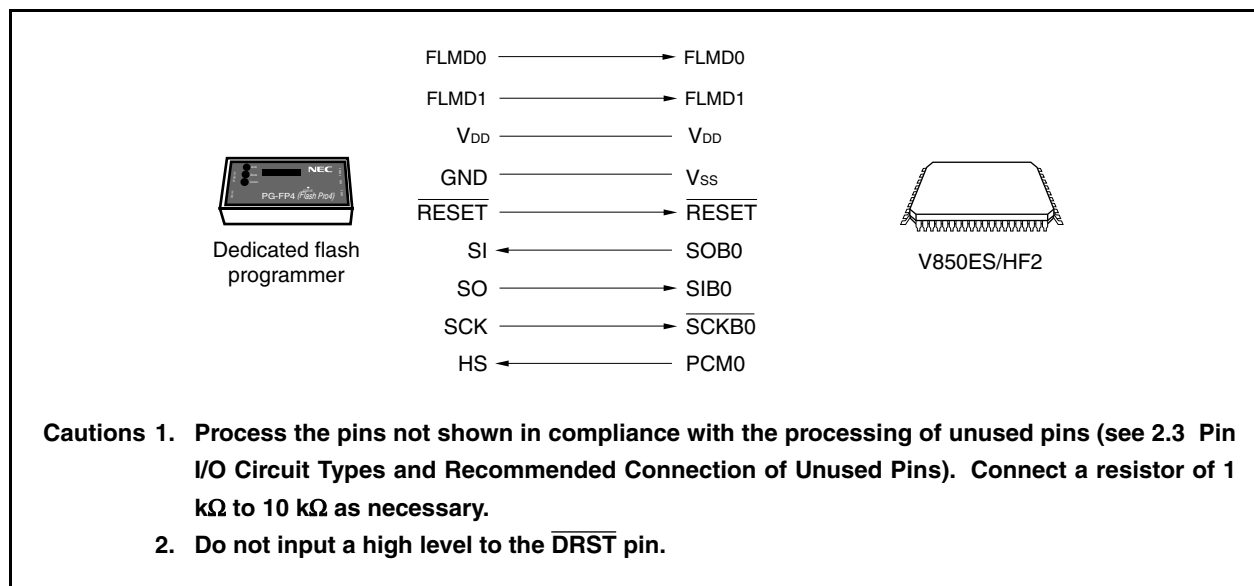 FLMD0 FLMD0
FLMD1 FLMD1
VDD VDD
GND VSS
RESET RESET
SI SOB0
SO SIB0
SCK SCKB0
HS PCM0
NEC
PG-FP4 (Flash Pro4)
Dedicated flash
programmer
V850ES/HF2
Cautions 1. Process the pins not shown in compliance with the processing of unused pins (see 2.3 Pin
I/O Circuit Types and Recommended Connection of Unused Pins). Connect a resistor of 1
kΩ to 10 kΩ as necessary.
2. Do not input a high level to the DRST pin.